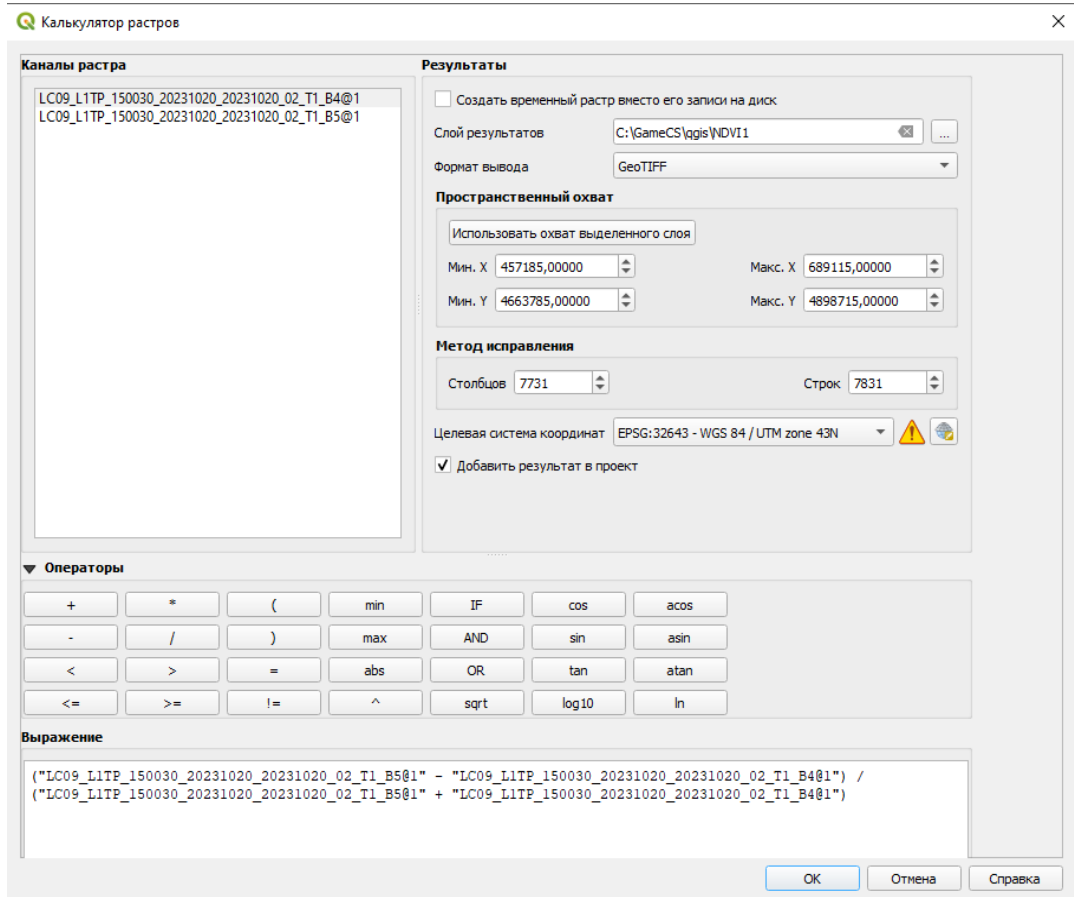 Калькулятор растров
Каналы растра
LC09_L1TP_150030_20231020_20231020_02_T1_B4@1
LC09_L1TP_150030_20231020_20231020_02_T1_B5@1
Результаты
Создать временный растр вместо его записи на диск
Слой результатов C:\GameCS\qgis\NDVI1 ...
Формат вывода GeoTIFF
Пространственный охват
Использовать охват выделенного слоя
Мин. X 457185,00000 Макс. X 689115,00000
Мин. Y 4663785,00000 Макс. Y 4898715,00000
Метод исправления
Столбцов 7731 Строк 7831
Целевая система координат EPSG:32643 - WGS 84 / UTM zone 43N
Добавить результат в проект
Операторы
+ * ( min IF cos acos
- / ) max AND sin asin
< > = abs OR tan atan
<= >= != ^ sqrt log10 ln
Выражение
("LC09_L1TP_150030_20231020_20231020_02_T1_B5@1" - "LC09_L1TP_150030_20231020_20231020_02_T1_B4@1") /
("LC09_L1TP_150030_20231020_20231020_02_T1_B5@1" + "LC09_L1TP_150030_20231020_20231020_02_T1_B4@1")
OK Отмена Справка